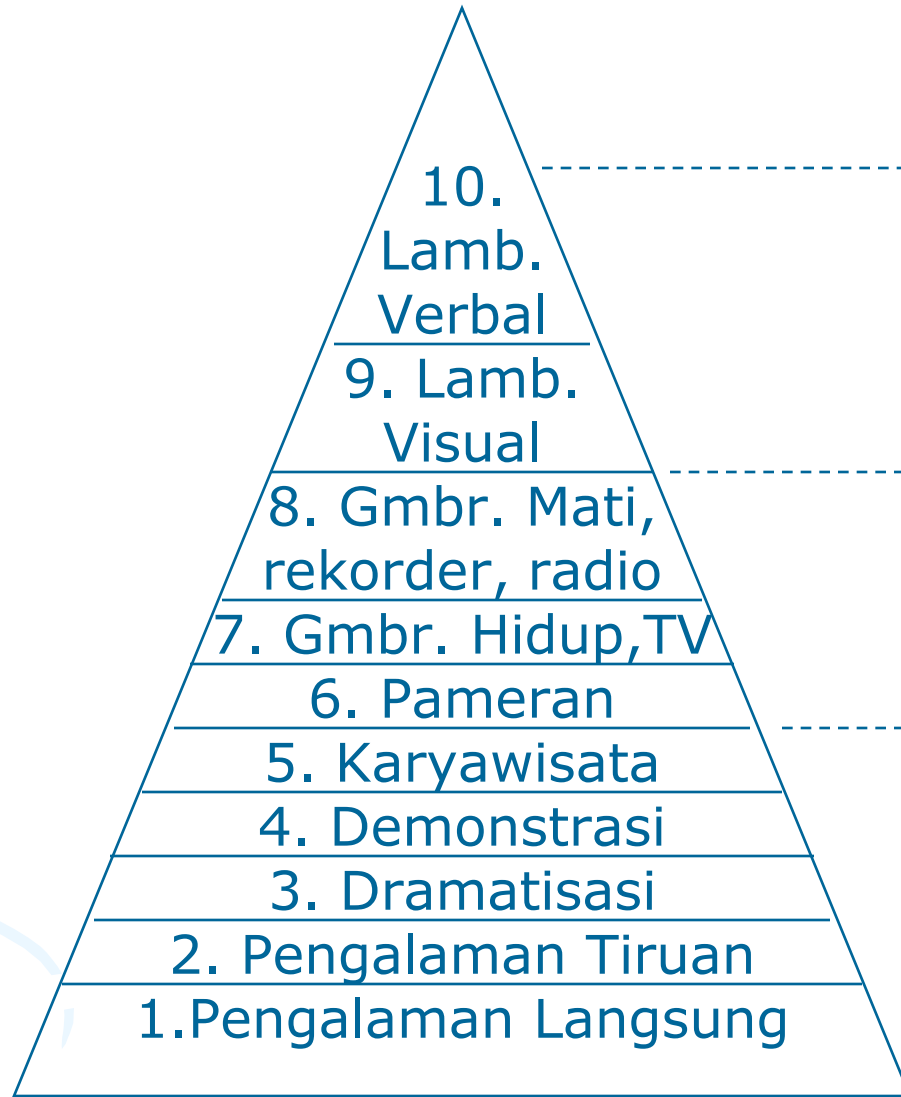 10.
Lamb.
Verbal
9. Lamb.
Visual
8. Gmbr. Mati,
rekorder, radio
7. Gmbr. Hidup,TV
6. Pameran
5. Karyawisata
4. Demonstrasi
3. Dramatisasi
2. Pengalaman Tiruan
1.Pengalaman Langsung